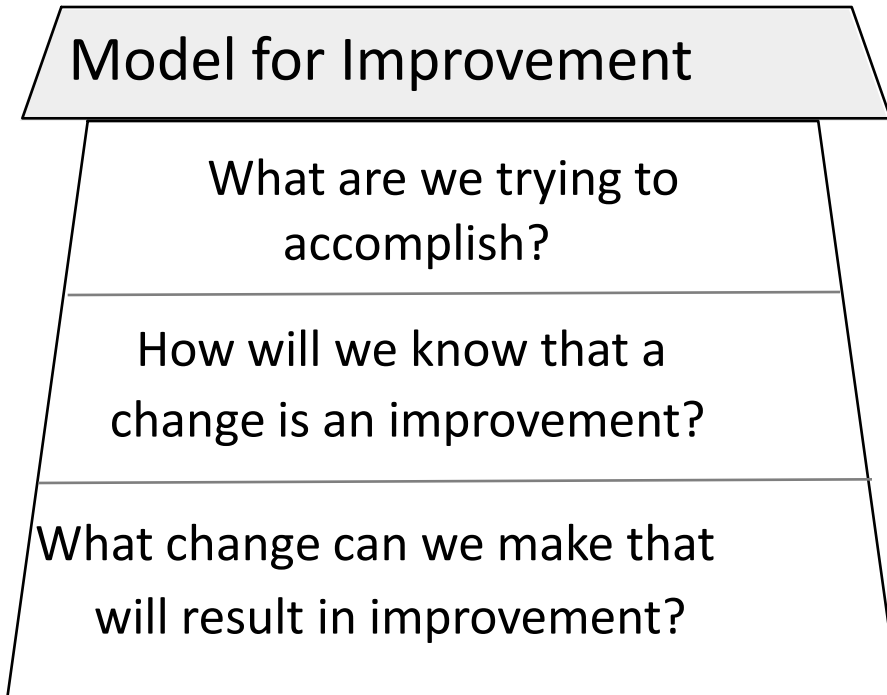 Model for Improvement
What are we trying to
accomplish?
How will we know that a
change is an improvement?
What change can we make that
will result in improvement?